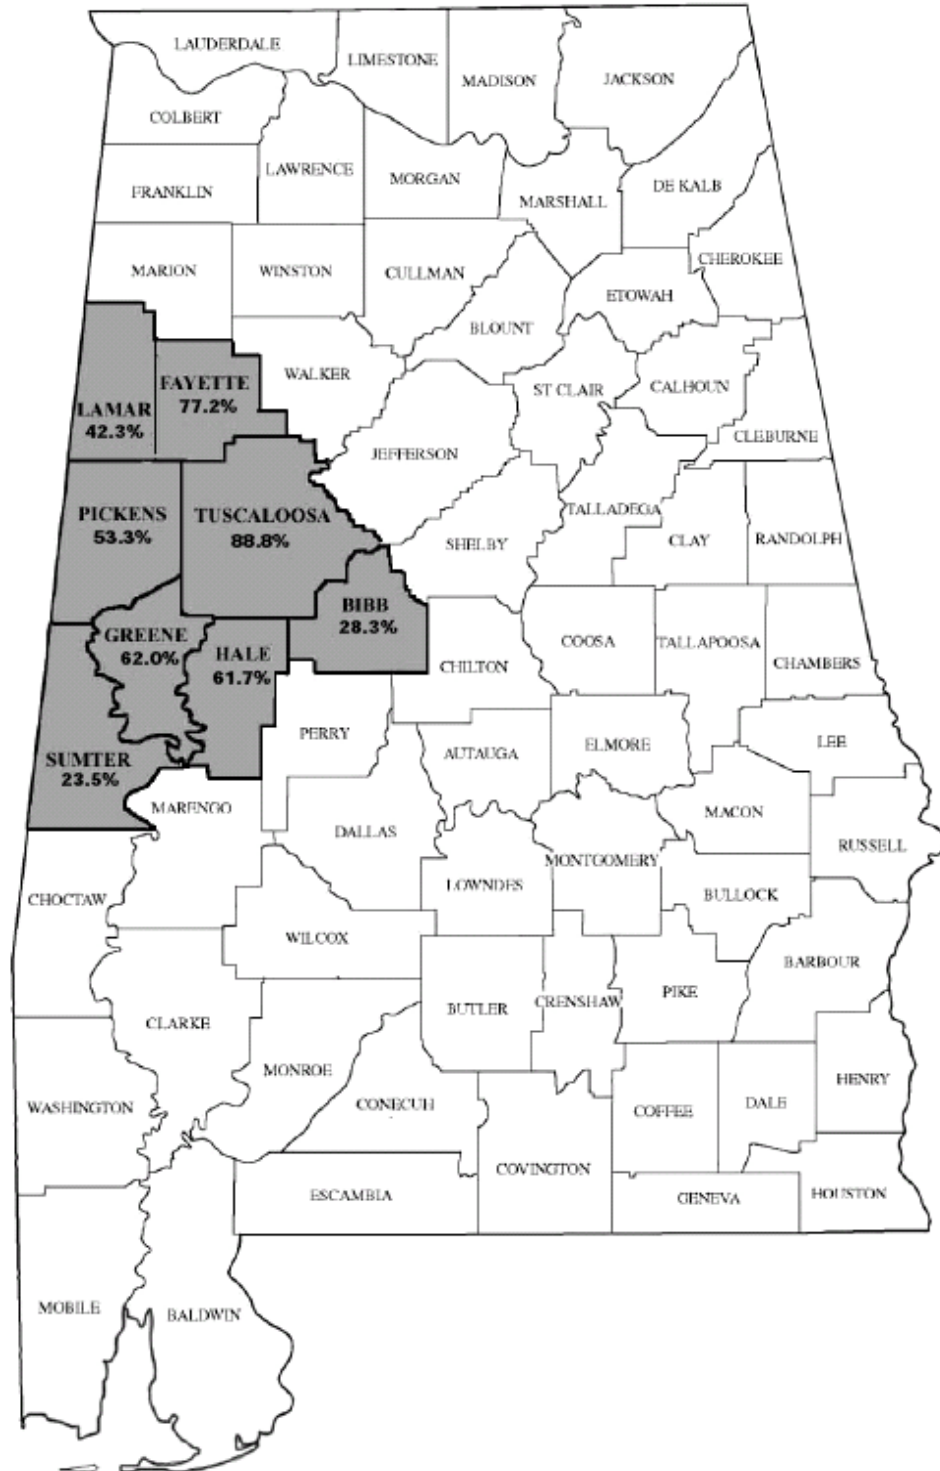 LAUDERDALE
LIMESTONE
MADISON
JACKSON
COLBERT
LAWRENCE
MORGAN
FRANKLIN
MARSHALL
DE KALB
MARION
WINSTON
CULLMAN
CHEROKEE
ETOWAH
BLOUNT
WALKER
FAYETTE
77.2%
LAMAR
42.3%
ST CLAIR
CALHOUN
CLEBURNE
JEFFERSON
PICKENS
53.3%
TUSCALOOSA
88.8%
TALLADEGA
SHELBY
CLAY
RANDOLPH
BIBB
28.3%
GREENE
62.0%
HALE
61.7%
CHILTON
COOSA
TALLAPOOSA
CHAMBERS
SUMTER
23.5%
PERRY
AUTAUGA
ELMORE
LEE
MARENGO
DALLAS
MACON
RUSSELL
MONTGOMERY
LOWNDES
BULLOCK
CHOCTAW
WILCOX
BARBOUR
CLARKE
BUTLER
CRENSHAW
PIKE
MONROE
HENRY
WASHINGTON
CONECUH
COFFEE
DALE
COVINGTON
ESCAMBIA
GENEVA
HOUSTON
MOBILE
BALDWIN